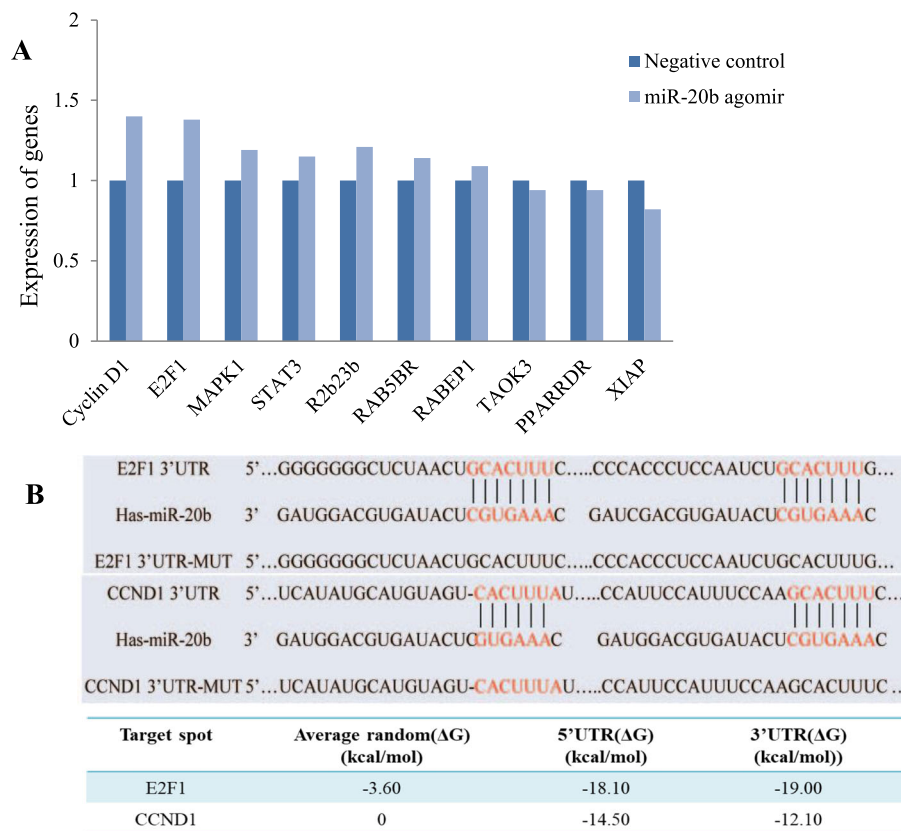 A
Expression of genes
2
1.5
1
0.5
0
Negative control
miR-20b agomir
Cyclin D1
E2F1
MAPK1
STAT3
R2b23b
RAB5BR
RABEP1
TAOK3
PPARRDR
XIAP
B
E2F1 3’UTR 5’…GGGGGGGCUCUAACUGCACUUUC…..CCCACCCUCCAAUCUGCACUUUG…
Has-miR-20b 3’ GAUGGACGUGAUACUCGUGAAAC GAUCGACGUGAUACUCGUGAAAC
E2F1 3’UTR-MUT 5’…GGGGGGGCUCUAACUGCACUUUC…..CCCACCCUCCAAUCUGCACUUUG…
CCND1 3’UTR 5’…UCAUAUGCAUGUAGU-CACUUUAU…..CCAUUCCAUUUCCAAGCACUUUC…
Has-miR-20b 3’ GAUGGACGUGAUACUCGUGAAAC GAUGGACGUGAUACUCGUGAAAC
CCND1 3’UTR-MUT 5’…UCAUAUGCAUGUAGU-CACUUUAU…..CCAUUCCAUUUCCAAGCACUUUC…
Target spot Average random(ΔG) 5’UTR(ΔG) 3’UTR(ΔG)
(kcal/mol) (kcal/mol) (kcal/mol))
E2F1 -3.60 -18.10 -19.00
CCND1 0 -14.50 -12.10